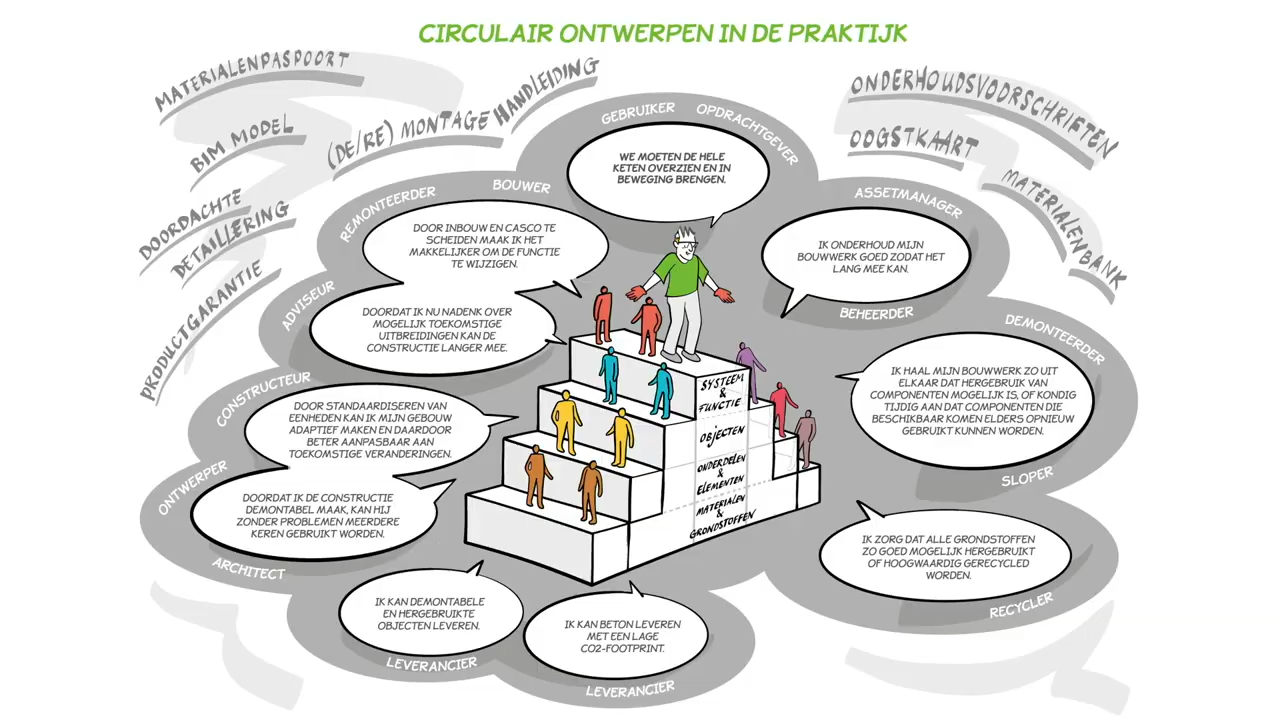 CIRCULAIR ONTWERPEN IN DE PRAKTIJK
MATERIALENPASPOORT
BIM MODEL
(DE/RE) MONTAGE HANDLEIDING
DOORDACHTE
DETAILLERING
PRODUCTGARANTIE
ONDERHOUDSVOORSCHRIFTEN
OOGSTKAART
MATERIALENBANK
GEBRUIKER
OPDRACHTGEVER
WE MOETEN DE HELE
KETEN OVERZIEN EN IN
BEWEGING BRENGEN.
REMONTEERDER
BOUWER
DOOR INBOUW EN CASCO TE
SCHEIDEN MAAK IK HET
MAKKELIJKER OM DE FUNCTIE
TE WIJZIGEN.
ASSETMANAGER
IK ONDERHOUD MIJN
BOUWWERK GOED ZODAT HET
LANG MEE KAN.
BEHEERDER
ADVISEUR
DOORDAT IK NU NADENK OVER
MOGELIJK TOEKOMSTIGE
UITBREIDINGEN KAN DE
CONSTRUCTIE LANGER MEE.
DEMONTEERDER
IK HAAL MIJN BOUWWERK ZO UIT
ELKAAR DAT HERGEBRUIK VAN
COMPONENTEN MOGELIJK IS, OF KONDIG
TIJDIG AAN DAT COMPONENTEN DIE
BESCHIKBAAR KOMEN ELDERS OPNIEUW
GEBRUIKT KUNNEN WORDEN.
SLOPER
CONSTRUCTEUR
DOOR STANDAARDISEREN VAN
EENHEDEN KAN IK MIJN GEBOUW
ADAPTIEF MAKEN EN DAARDOOR
BETER AANPASBAAR AAN
TOEKOMSTIGE VERANDERINGEN.
ONTWERPER
DOORDAT IK DE CONSTRUCTIE
DEMONTABEL MAAK, KAN HIJ
ZONDER PROBLEMEN MEERDERE
KEREN GEBRUIKT WORDEN.
ARCHITECT
SYSTEEM
&
FUNCTIE
OBJECTEN
ONDERDELEN
&
ELEMENTEN
MATERIALEN
&
GRONDSTOFFEN
IK ZORG DAT ALLE GRONDSTOFFEN
ZO GOED MOGELIJK HERGEBRUIKT
OF HOOGWAARDIG GERECYCLED
WORDEN.
RECYCLER
IK KAN DEMONTABELE
EN HERGEBRUIKTE
OBJECTEN LEVEREN.
LEVERANCIER
IK KAN BETON LEVEREN
MET EEN LAGE
CO2-FOOTPRINT.
LEVERANCIER